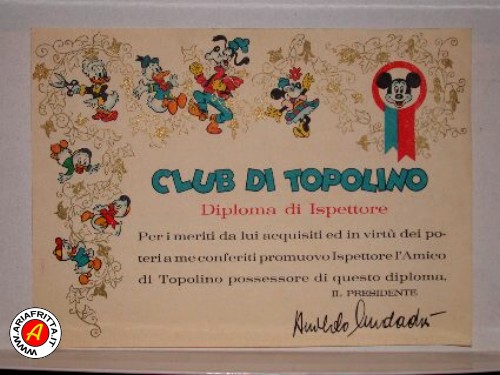 CLUB DI TOPOLINO
Diploma di Ispettore
Per i meriti da lui acquisiti ed in virtù dei po-
teri a me conferiti promuovo Ispettore l'Amico
di Topolino possessore di questo diploma.
IL PRESIDENTE
Arnoldo Mondadori
WWW.ARIAFRITTA.IT
A